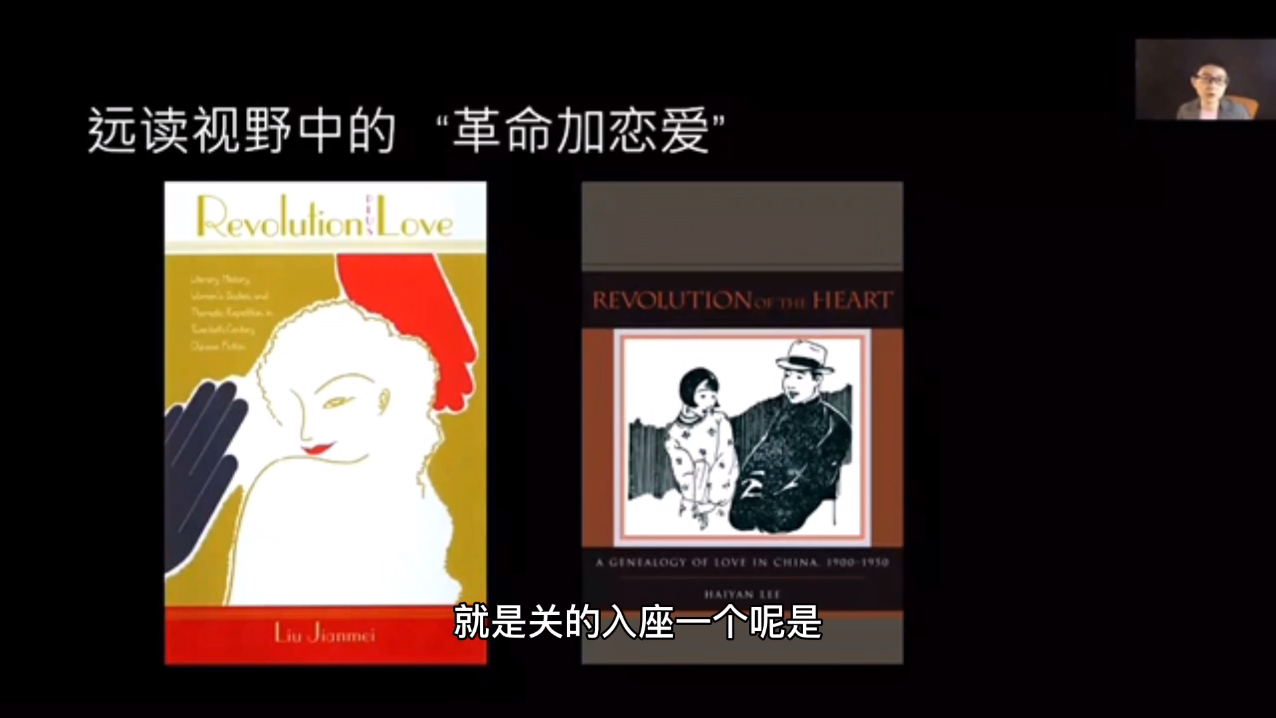 远读视野中的 “革命加恋爱”
Revolution PLUS Love
Literary History,
Women's Bodies, and
Thematic Repetition in
Twentieth-Century
Chinese Fiction
Liu Jianmei
REVOLUTION OF THE HEART
A GENEALOGY OF LOVE IN CHINA, 1900-1950
HAIYAN LEE
就是关的入座一个呢是